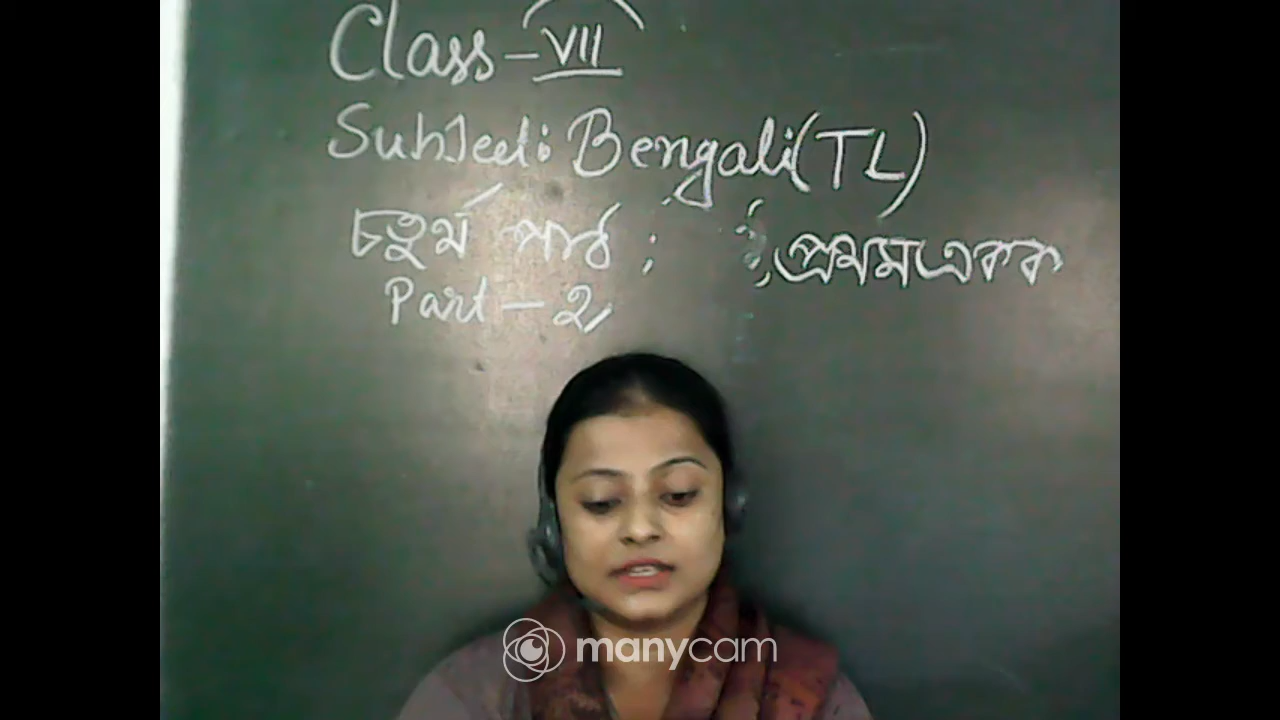 Class - VII
Subject: Bengali (TL)
চতুর্থ পাঠ ; প্রথম একক
Part - 2
manycam